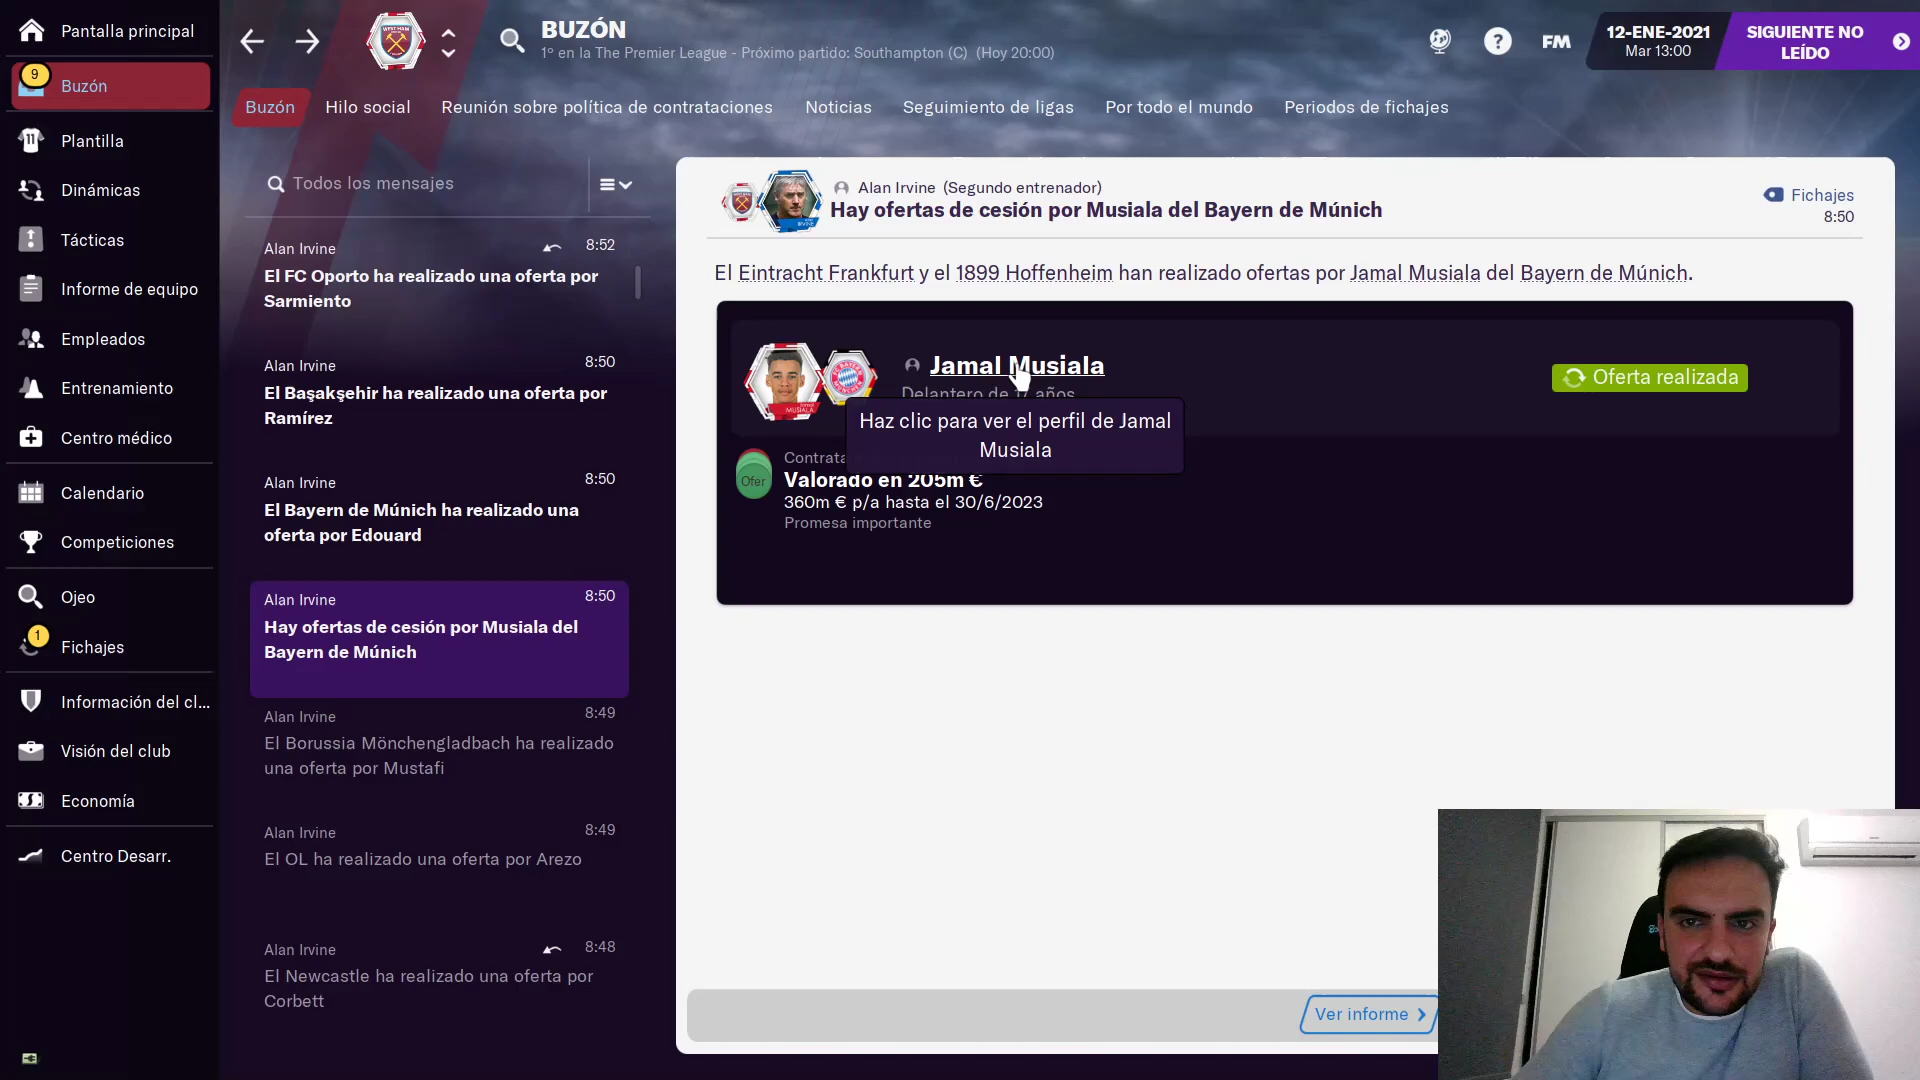 Pantalla principal
9
Buzón
Plantilla
Dinámicas
Tácticas
Informe de equipo
Empleados
Entrenamiento
Centro médico
Calendario
Competiciones
Ojeo
1
Fichajes
Información del cl...
Visión del club
Economía
Centro Desarr.
BUZÓN
1º en la The Premier League - Próximo partido: Southampton (C) (Hoy 20:00)
?
FM
12-ENE-2021
Mar 13:00
SIGUIENTE NO
LEÍDO
Buzón
Hilo social
Reunión sobre política de contrataciones
Noticias
Seguimiento de ligas
Por todo el mundo
Periodos de fichajes
Todos los mensajes
Alan Irvine
8:52
El FC Oporto ha realizado una oferta por
Sarmiento
Alan Irvine
8:50
El Başakşehir ha realizado una oferta por
Ramírez
Alan Irvine
8:50
El Bayern de Múnich ha realizado una
oferta por Edouard
Alan Irvine
8:50
Hay ofertas de cesión por Musiala del
Bayern de Múnich
Alan Irvine
8:49
El Borussia Mönchengladbach ha realizado
una oferta por Mustafi
Alan Irvine
8:49
El OL ha realizado una oferta por Arezo
Alan Irvine
8:48
El Newcastle ha realizado una oferta por
Corbett
Alan Irvine (Segundo entrenador)
Hay ofertas de cesión por Musiala del Bayern de Múnich
Fichajes
8:50
El Eintracht Frankfurt y el 1899 Hoffenheim han realizado ofertas por Jamal Musiala del Bayern de Múnich.
MUSIALA
Jamal Musiala
Delantero de 17 años
Oferta realizada
Haz clic para ver el perfil de Jamal
Musiala
Ofer
Contrata
Valorado en 205m €
360m € p/a hasta el 30/6/2023
Promesa importante
Ver informe